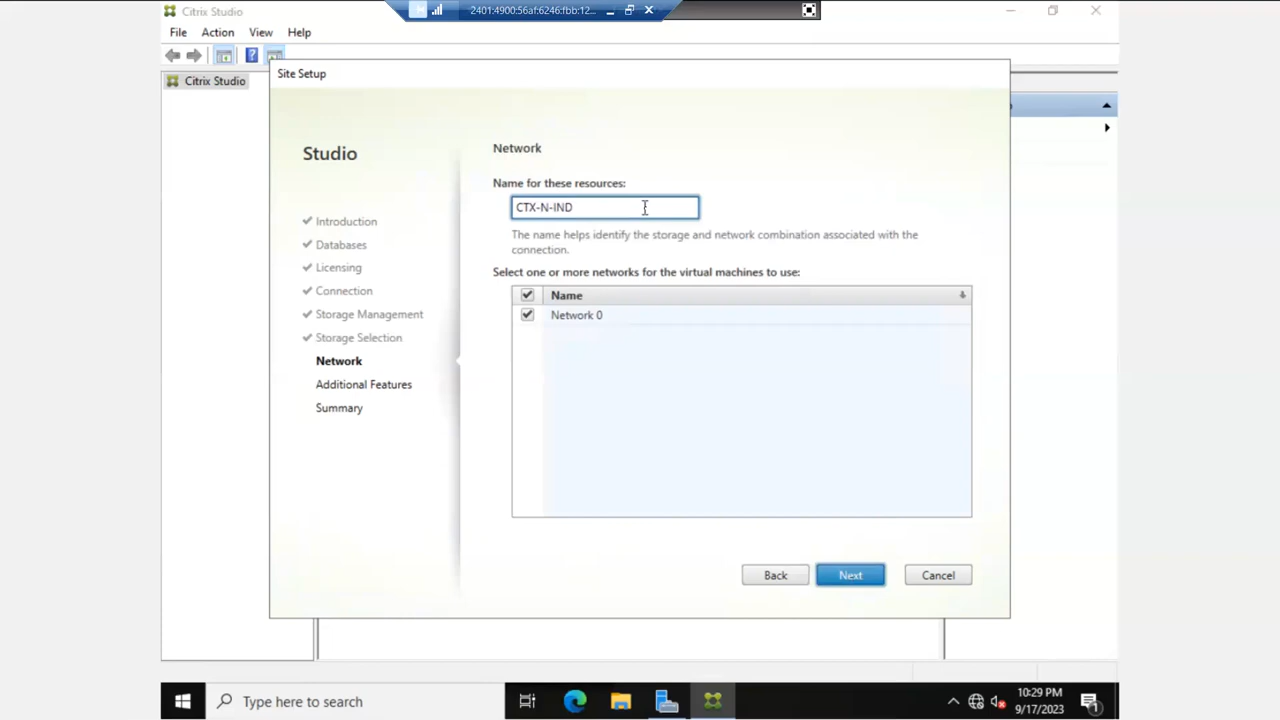 Citrix Studio
2401:4900:56af:6246:fbb:12...
File Action View Help
Citrix Studio
Site Setup
Studio
Introduction
Databases
Licensing
Connection
Storage Management
Storage Selection
Network
Additional Features
Summary
Network
Name for these resources:
CTX-N-IND
The name helps identify the storage and network combination associated with the
connection.
Select one or more networks for the virtual machines to use:
Name
Network 0
Back Next Cancel
Type here to search
10:29 PM
9/17/2023
1